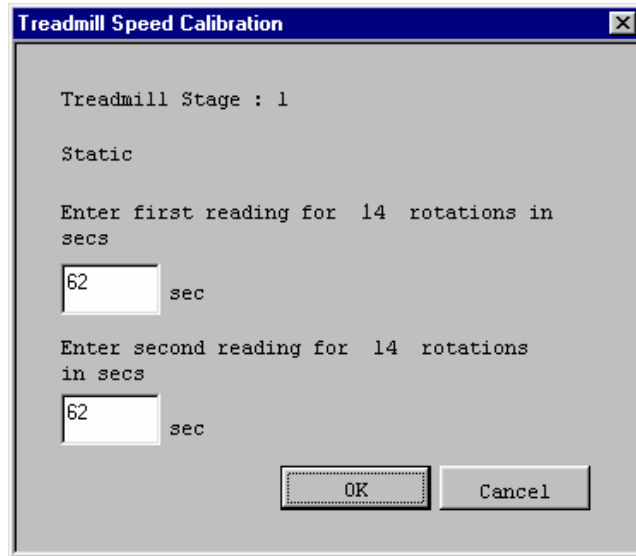 Treadmill Speed Calibration
Treadmill Stage : 1
Static
Enter first reading for 14 rotations in
secs
62 sec
Enter second reading for 14 rotations
in secs
62 sec
OK Cancel